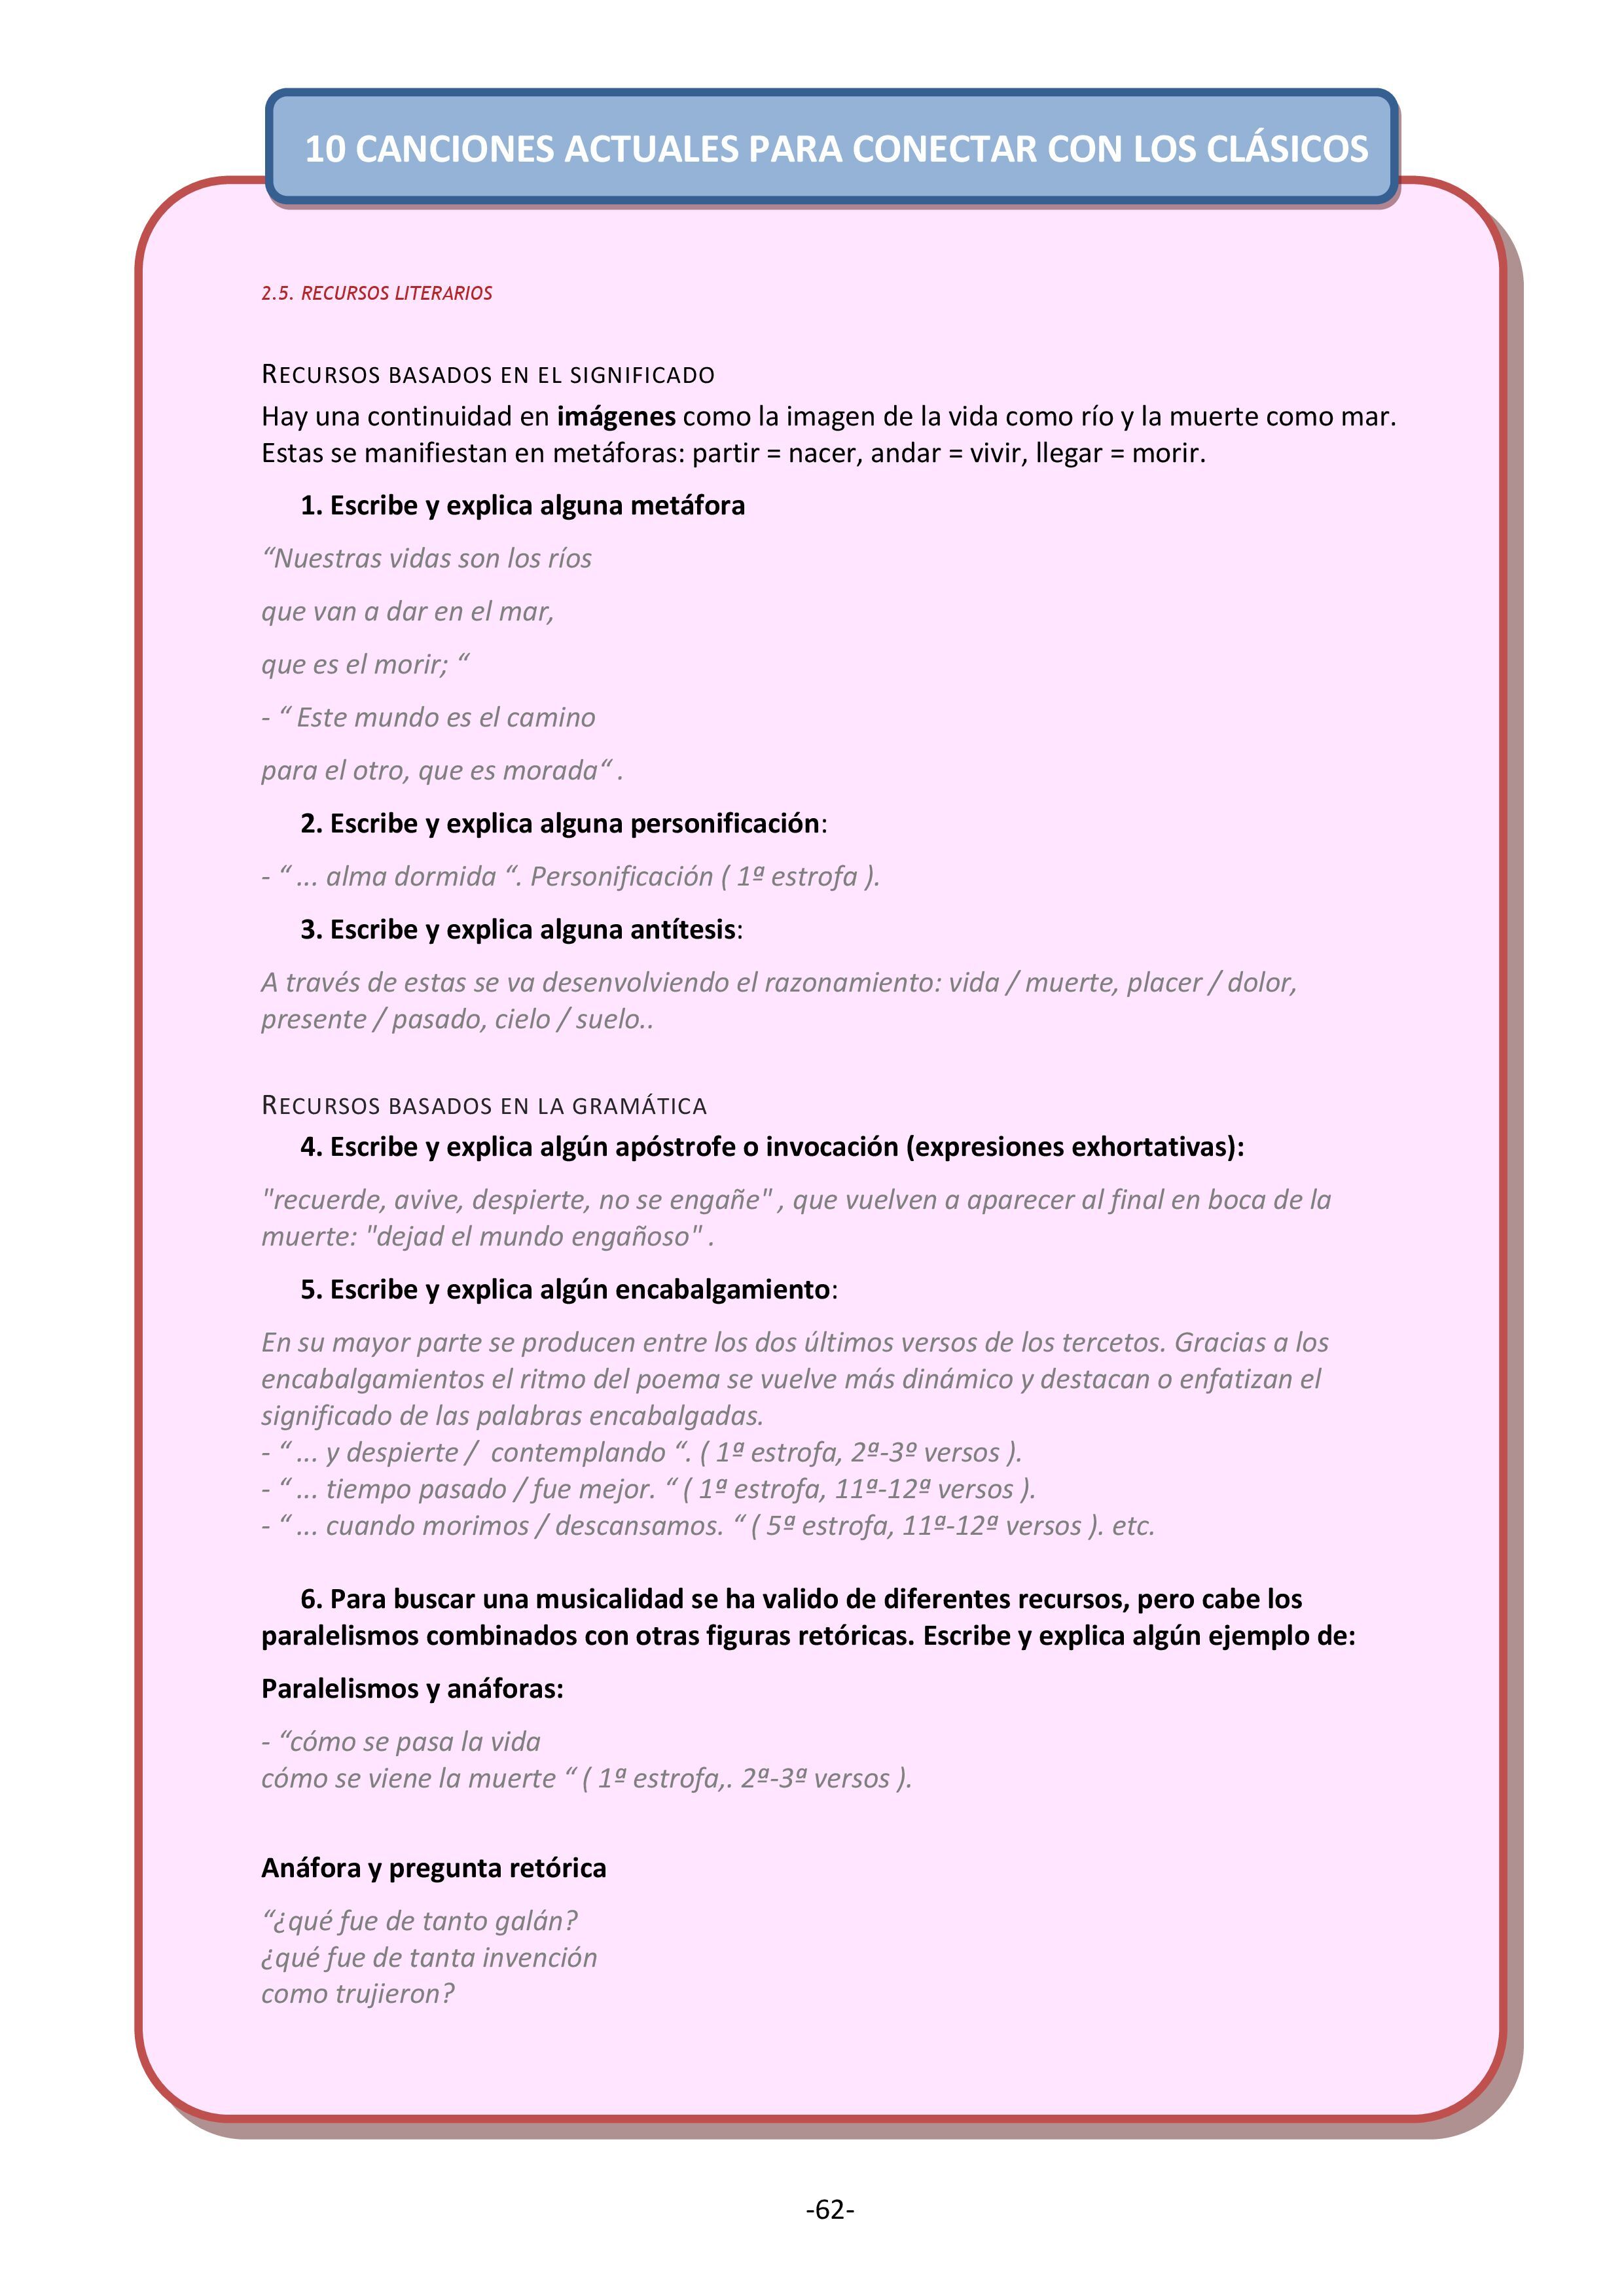 10 CANCIONES ACTUALES PARA CONECTAR CON LOS CLÁSICOS
2.5. RECURSOS LITERARIOS
RECURSOS BASADOS EN EL SIGNIFICADO
Hay una continuidad en imágenes como la imagen de la vida como río y la muerte como mar.
Estas se manifiestan en metáforas: partir = nacer, andar = vivir, llegar = morir.
1. Escribe y explica alguna metáfora
“Nuestras vidas son los ríos
que van a dar en el mar,
que es el morir; “
- “ Este mundo es el camino
para el otro, que es morada“ .
2. Escribe y explica alguna personificación:
- “ ... alma dormida “. Personificación ( 1ª estrofa ).
3. Escribe y explica alguna antítesis:
A través de estas se va desenvolviendo el razonamiento: vida / muerte, placer / dolor,
presente / pasado, cielo / suelo..
RECURSOS BASADOS EN LA GRAMÁTICA
4. Escribe y explica algún apóstrofe o invocación (expresiones exhortativas):
"recuerde, avive, despierte, no se engañe" , que vuelven a aparecer al final en boca de la
muerte: "dejad el mundo engañoso" .
5. Escribe y explica algún encabalgamiento:
En su mayor parte se producen entre los dos últimos versos de los tercetos. Gracias a los
encabalgamientos el ritmo del poema se vuelve más dinámico y destacan o enfatizan el
significado de las palabras encabalgadas.
- “ ... y despierte /  contemplando “. ( 1ª estrofa, 2ª-3º versos ).
- “ ... tiempo pasado / fue mejor. “ ( 1ª estrofa, 11ª-12ª versos ).
- “ ... cuando morimos / descansamos. “ ( 5ª estrofa, 11ª-12ª versos ). etc.
6. Para buscar una musicalidad se ha valido de diferentes recursos, pero cabe los
paralelismos combinados con otras figuras retóricas. Escribe y explica algún ejemplo de:
Paralelismos y anáforas:
- “cómo se pasa la vida
cómo se viene la muerte “ ( 1ª estrofa,. 2ª-3ª versos ).
Anáfora y pregunta retórica
“¿qué fue de tanto galán?
¿qué fue de tanta invención
como trujieron?
-62-